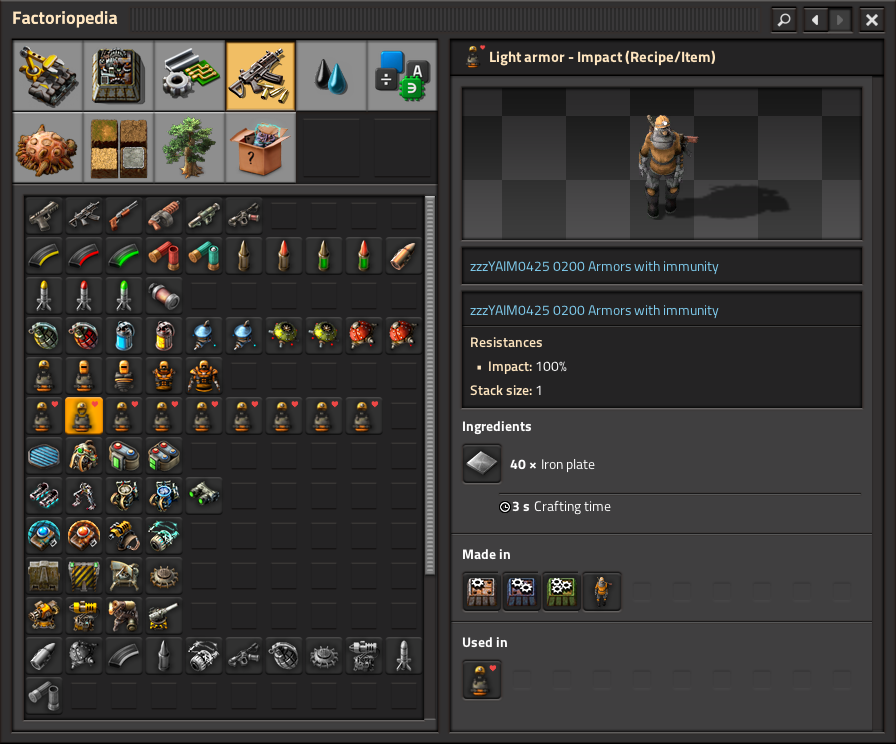 Factoriopedia
A
?
Light armor - Impact (Recipe/Item)
zzzYAIM0425 0200 Armors with immunity
zzzYAIM0425 0200 Armors with immunity
Resistances
• Impact: 100%
Stack size: 1
Ingredients
40 × Iron plate
3 s Crafting time
Made in
Used in